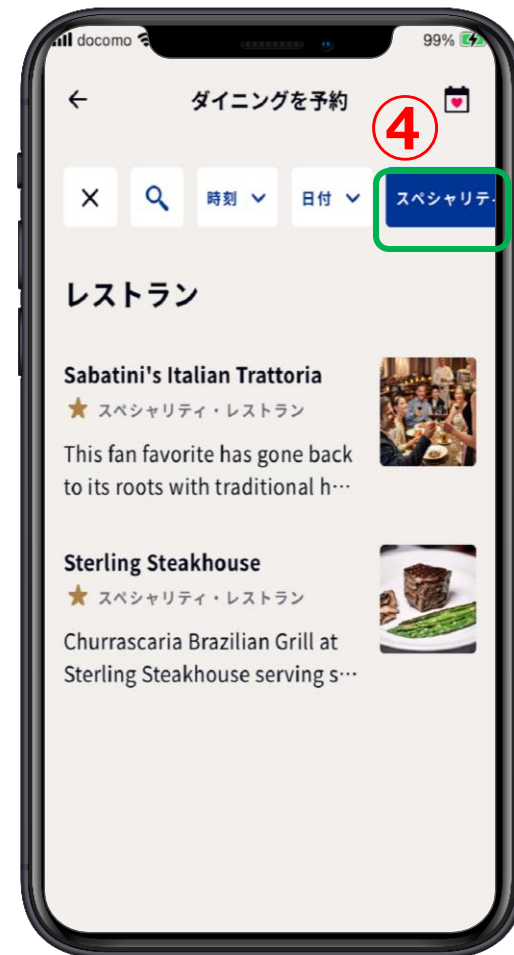 docomo 99%
ダイニングを予約
④
時刻 日付 スペシャリテ
レストラン
Sabatini's Italian Trattoria
スペシャリティ・レストラン
This fan favorite has gone back
to its roots with traditional h…
Sterling Steakhouse
スペシャリティ・レストラン
Churrascaria Brazilian Grill at
Sterling Steakhouse serving s…